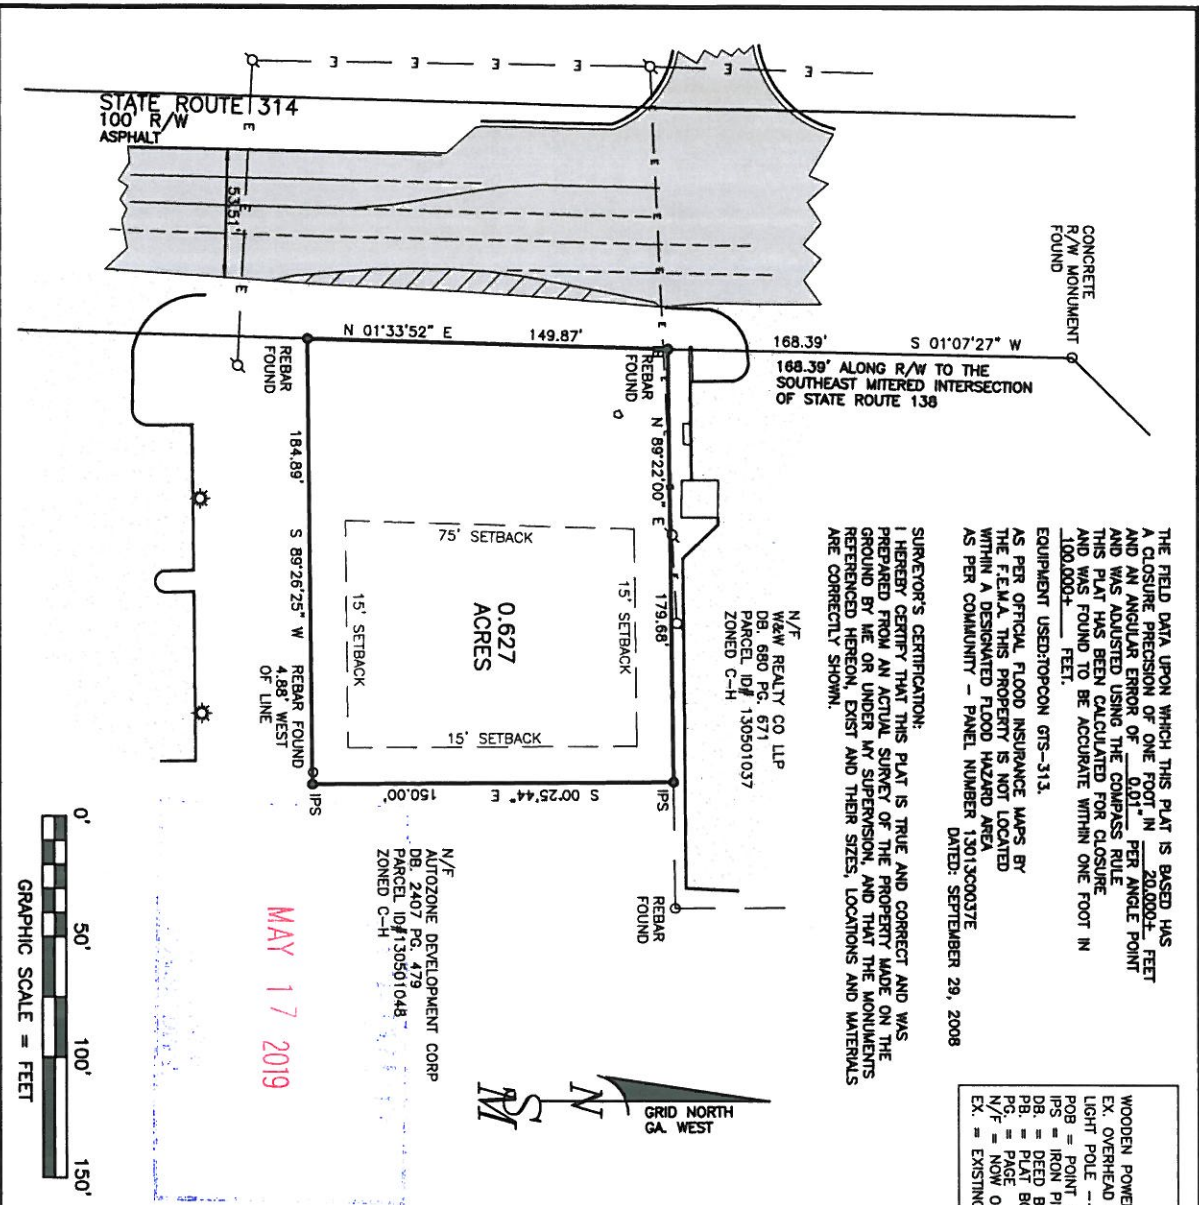 THE FIELD DATA UPON WHICH THIS PLAT IS BASED HAS
A CLOSURE PRECISION OF ONE FOOT IN 20,000+ FEET
AND AN ANGULAR ERROR OF 0.01" PER ANGLE POINT
AND WAS ADJUSTED USING THE COMPASS RULE
THIS PLAT HAS BEEN CALCULATED FOR CLOSURE
AND WAS FOUND TO BE ACCURATE WITHIN ONE FOOT IN
100,000+ FEET.
EQUIPMENT USED:TOPCON GTS-313.
AS PER OFFICIAL FLOOD INSURANCE MAPS BY
THE F.E.M.A. THIS PROPERTY IS NOT LOCATED
WITHIN A DESIGNATED FLOOD HAZARD AREA
AS PER COMMUNITY - PANEL NUMBER 13013C0037E
DATED: SEPTEMBER 29, 2008
SURVEYOR'S CERTIFICATION:
I HEREBY CERTIFY THAT THIS PLAT IS TRUE AND CORRECT AND WAS
PREPARED FROM AN ACTUAL SURVEY OF THE PROPERTY MADE ON THE
GROUND BY ME OR UNDER MY SUPERVISION, AND THAT THE MONUMENTS
REFERENCED HEREON, EXIST AND THEIR SIZES, LOCATIONS AND MATERIALS
ARE CORRECTLY SHOWN.
WOODEN POWER
EX. OVERHEAD
LIGHT POLE --
POB = POINT
IPS = IRON PI
DB. = DEED B
PB. = PLAT BO
PG. = PAGE
N/F = NOW O
EX. = EXISTING
CONCRETE
R/W MONUMENT
FOUND
STATE ROUTE 314
100' R/W
ASPHALT
E E E E E E
E E E E E E
53.51'
168.39' S 01°07'27" W
168.39' ALONG R/W TO THE
SOUTHEAST MITERED INTERSECTION
OF STATE ROUTE 138
N 01°33'52" E 149.87'
REBAR
FOUND
REBAR
FOUND
N 89°22'00" E 179.68'
184.89' S 89°26'25" W
75' SETBACK
15' SETBACK
15' SETBACK
15' SETBACK
0.627
ACRES
REBAR FOUND
4.88' WEST
OF LINE
S 00°25'44" E 150.00'
IPS
IPS
N/F
W&W REALTY CO LLP
DB. 680 PG. 671
PARCEL ID# 130501037
ZONED C-H
REBAR
FOUND
N/F
AUTOZONE DEVELOPMENT CORP
DB. 2407 PG. 479
PARCEL ID#130501048
ZONED C-H
MAY 17 2019
N
S
GRID NORTH
GA. WEST
0' 50' 100' 150'
GRAPHIC SCALE = FEET